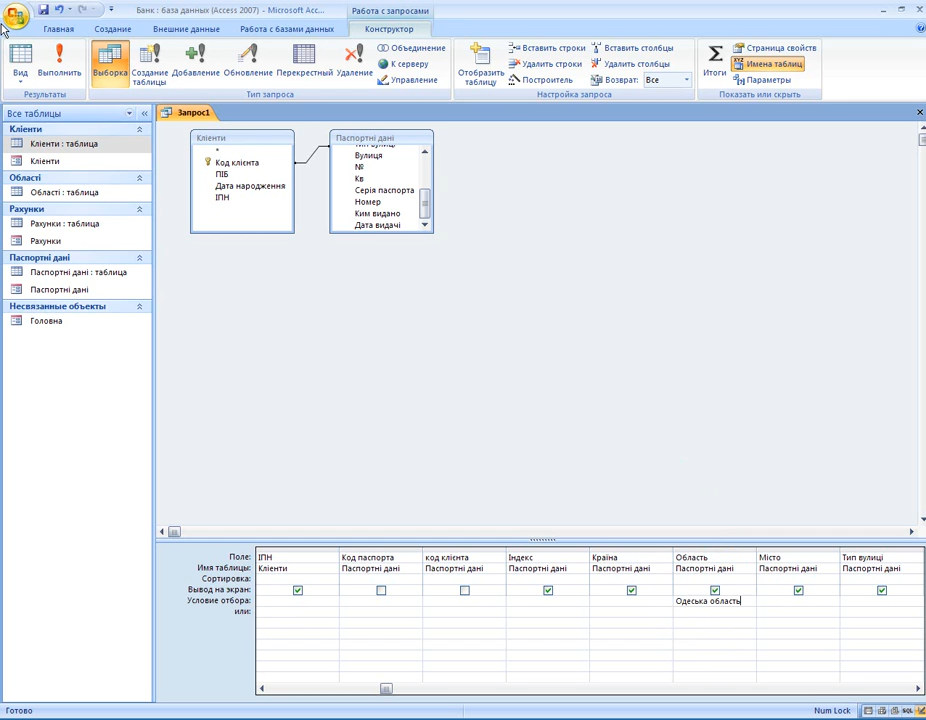 Банк : база данных (Access 2007) - Microsoft Acc...
Работа с запросами
Главная
Создание
Внешние данные
Работа с базами данных
Конструктор
Вид
Выполнить
Результаты
Выборка
Создание таблицы
Добавление
Обновление
Перекрестный
Удаление
Объединение
К серверу
Управление
Тип запроса
Отобразить таблицу
Вставить строки
Удалить строки
Построитель
Вставить столбцы
Удалить столбцы
Возврат: Все
Настройка запроса
Итоги
Страница свойств
Имена таблиц
Параметры
Показать или скрыть
Все таблицы
Клієнти
Клієнти : таблица
Клієнти
Області
Області : таблица
Рахунки
Рахунки : таблица
Рахунки
Паспортні дані
Паспортні дані : таблица
Паспортні дані
Несвязанные объекты
Головна
Запрос1
Клієнти
*
Код клієнта
ПІБ
Дата народження
ІПН
Паспортні дані
Тип вулиці
Вулиця
№
Кв
Серія паспорта
Номер
Ким видано
Дата видачі
Поле: ІПН Код паспорта код клієнта Індекс Країна Область Місто Тип вулиці
Имя таблицы: Клієнти Паспортні дані Паспортні дані Паспортні дані Паспортні дані Паспортні дані Паспортні дані Паспортні дані
Сортировка:
Вывод на экран:
Условие отбора: Одеська область
или:
Готово
Num Lock
SQL